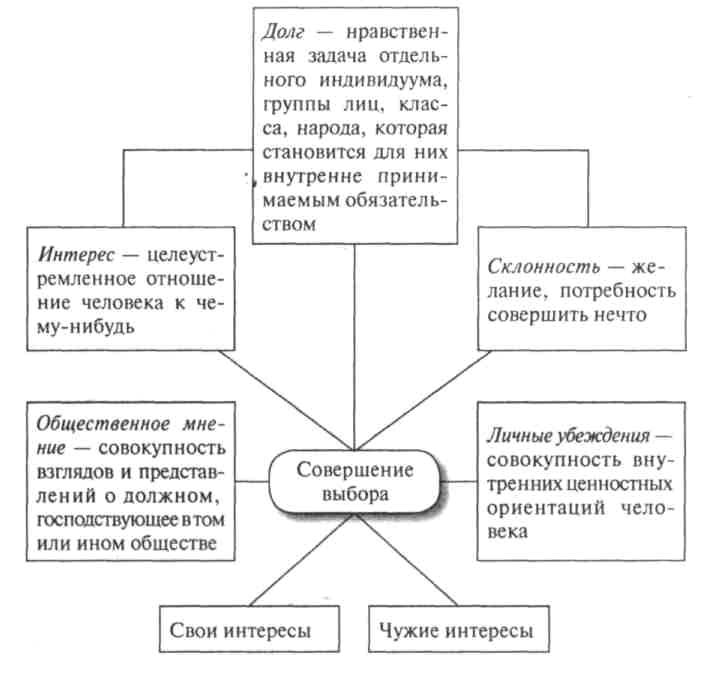 Долг — нравствен-
ная задача отдель-
ного индивидуума,
группы лиц, клас-
са, народа, которая
становится для них
внутренне прини-
маемым обязатель-
ством
Интерес — целеуст-
ремленное отноше-
ние человека к че-
му-нибудь
Склонность — же-
лание, потребность
совершить нечто
Общественное мне-
ние — совокупность
взглядов и представ-
лений о должном,
господствующее в том
или ином обществе
Совершение
выбора
Личные убеждения —
совокупность вну-
тренних ценностных
ориентаций чело-
века
Свои интересы
Чужие интересы